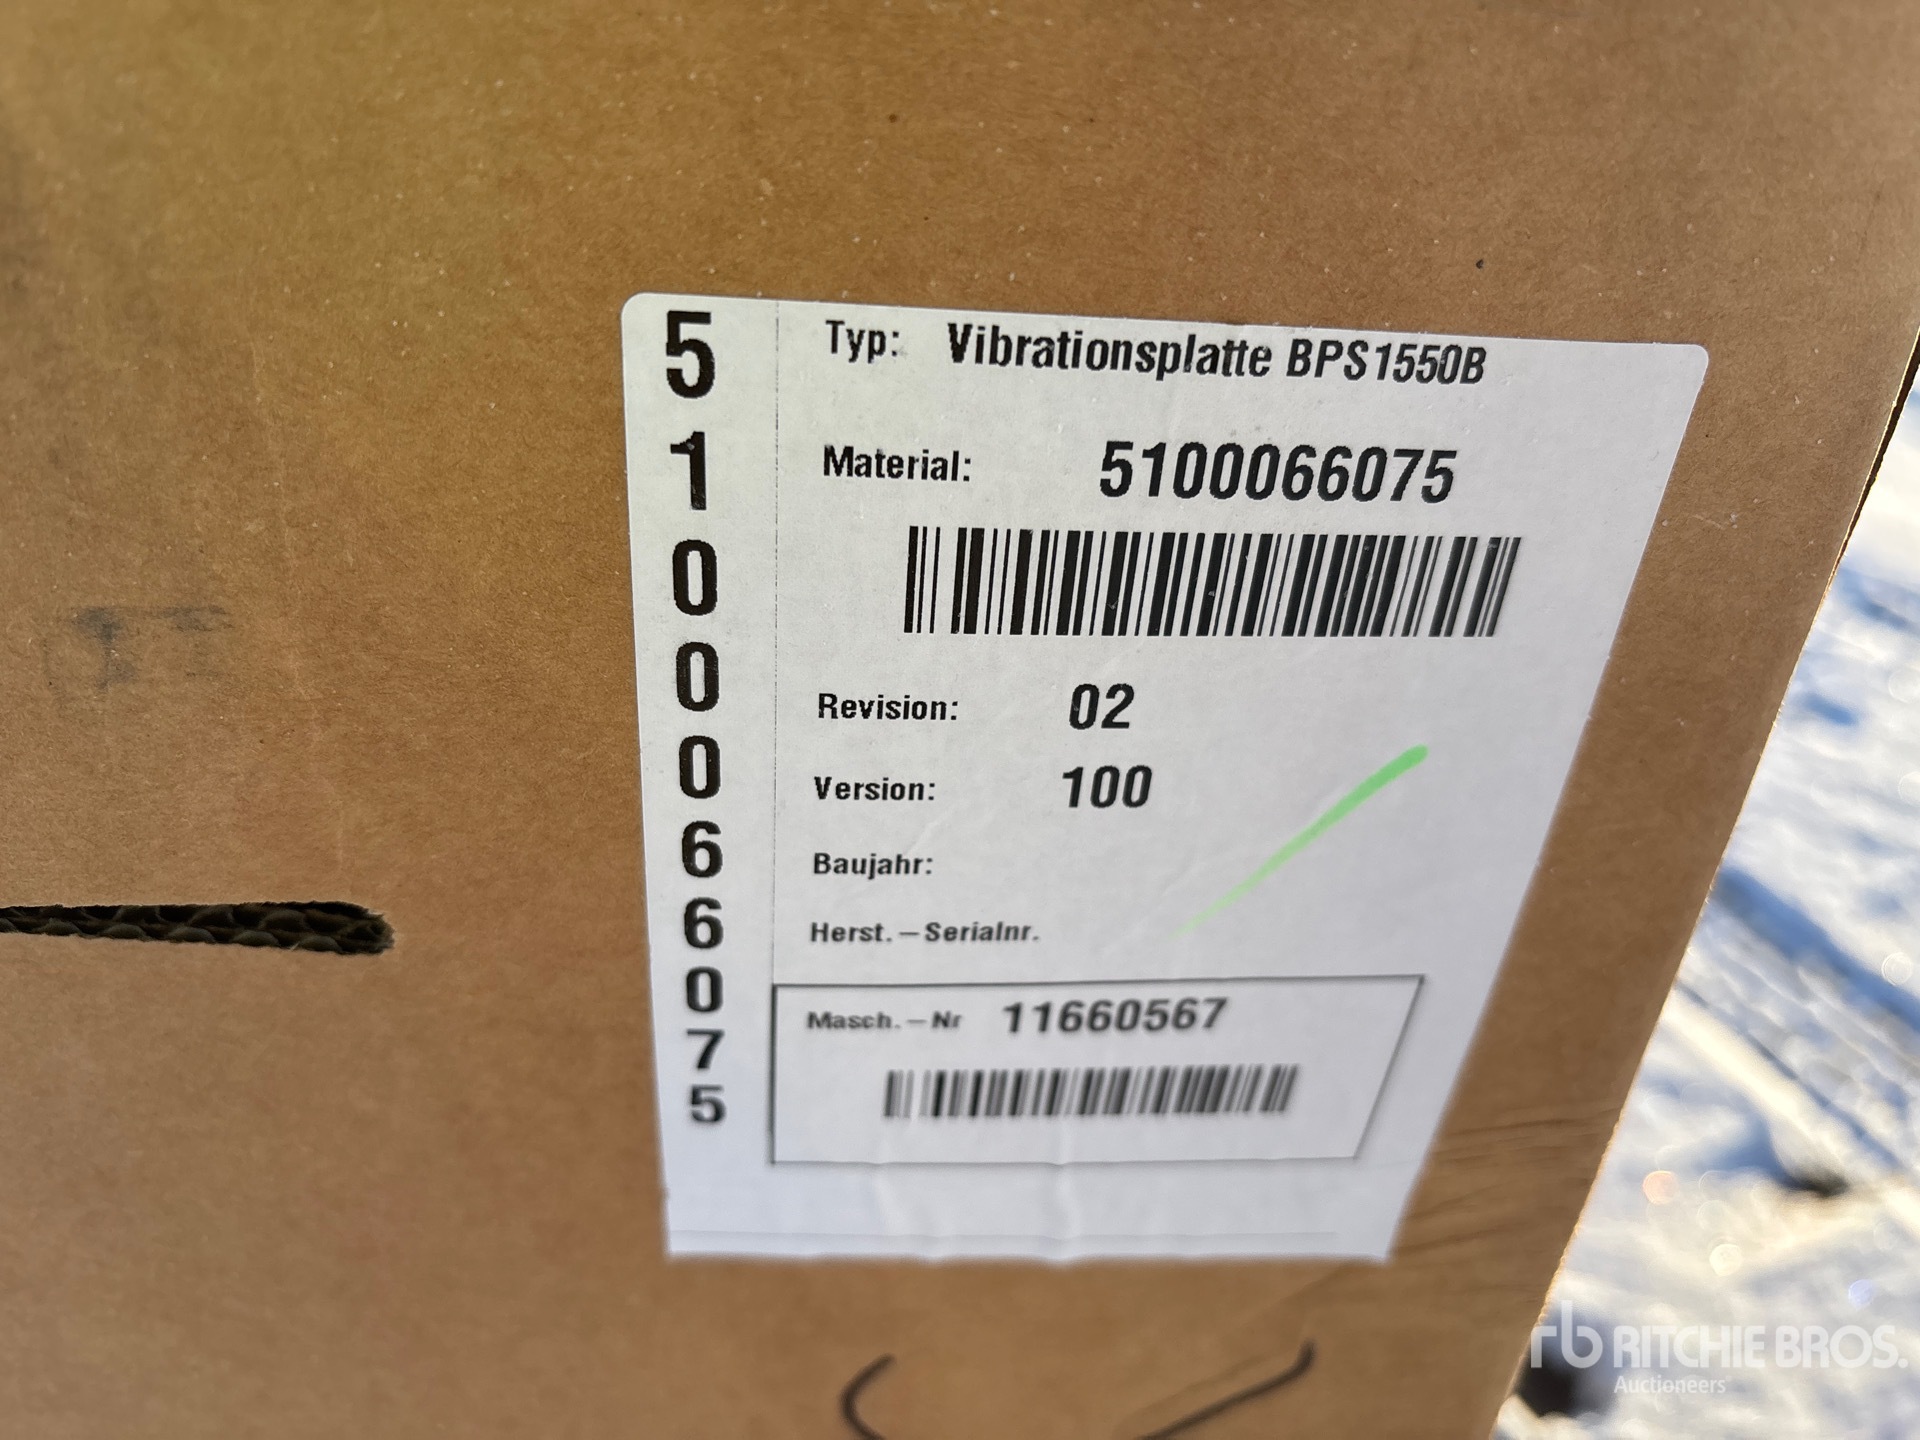 5100066075
Typ: Vibrationsplatte BPS1550B
Material: 5100066075
Revision: 02
Version: 100
Baujahr:
Herst.–Serialnr.
Masch.–Nr 11660567
rb RITCHIE BROS.
Auctioneers